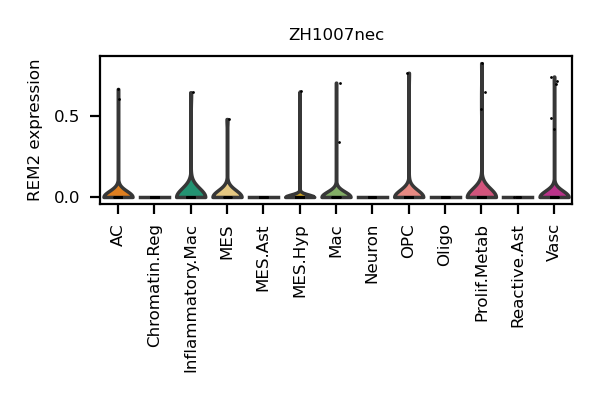 ZH1007nec
REM2 expression
0.5
0.0
AC
Chromatin.Reg
Inflammatory.Mac
MES
MES.Ast
MES.Hyp
Mac
Neuron
OPC
Oligo
Prolif.Metab
Reactive.Ast
Vasc